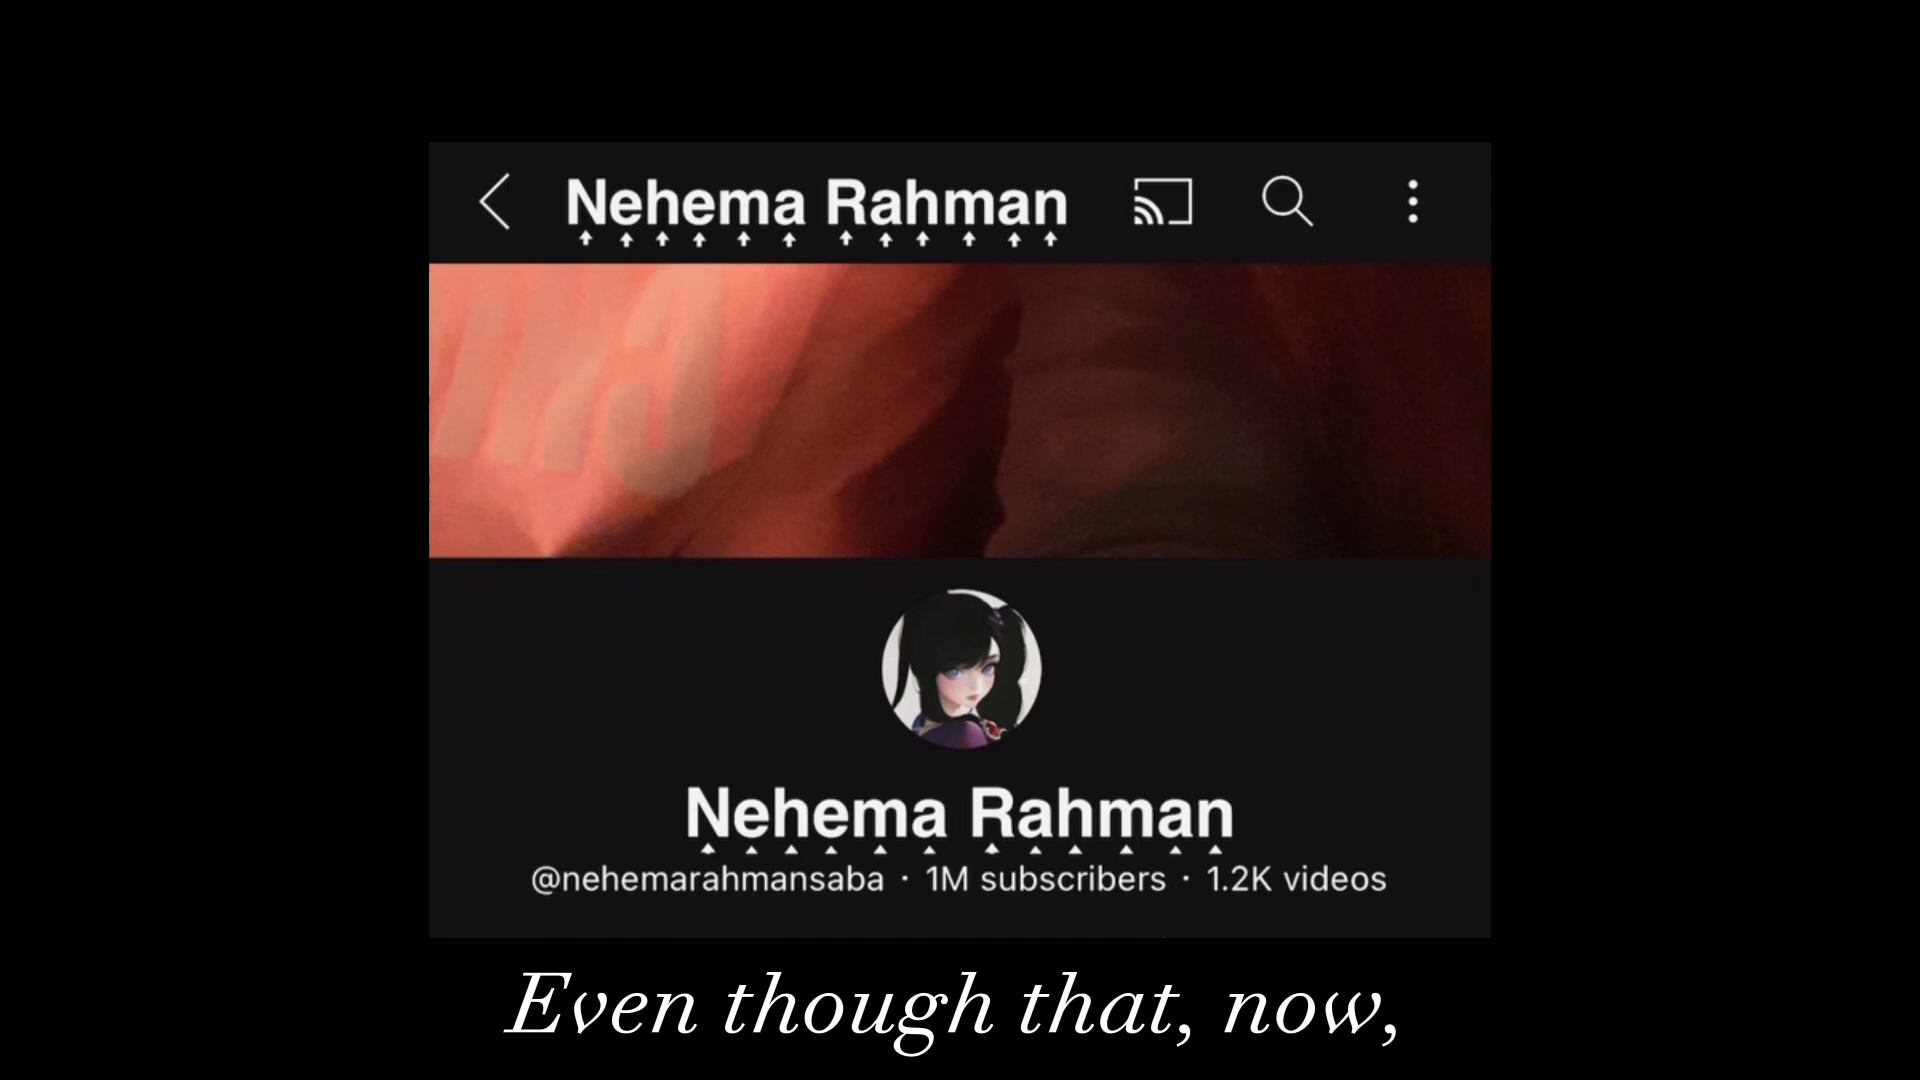 Nehema Rahman
Nehema Rahman
@nehemarahmansaba · 1M subscribers · 1.2K videos
Even though that, now,